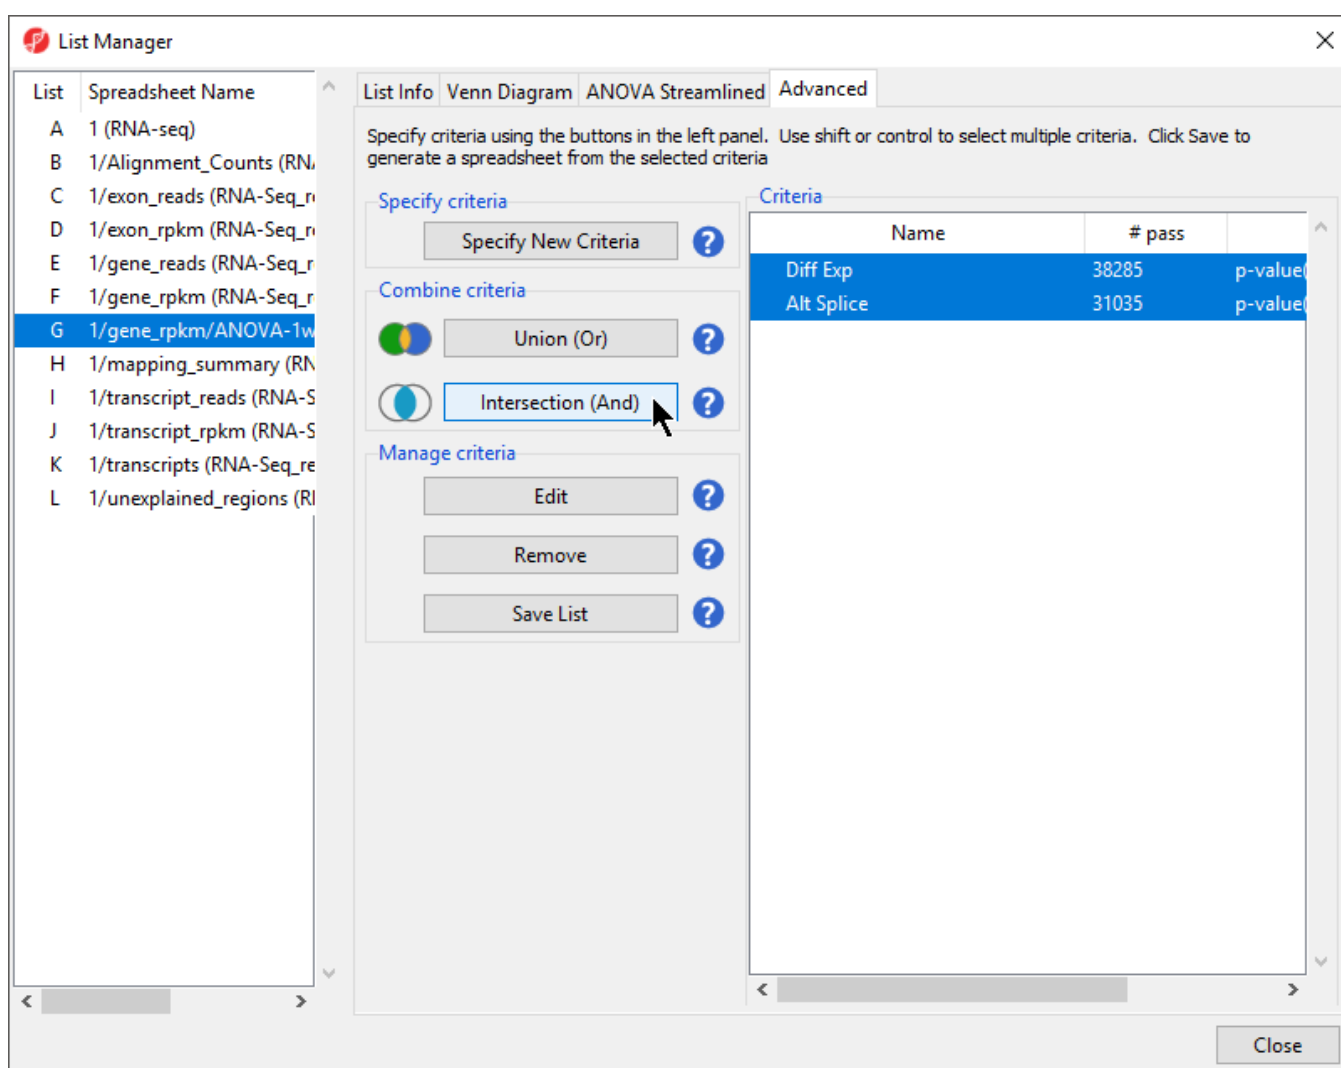 List Manager
List Spreadsheet Name
A 1 (RNA-seq)
B 1/Alignment_Counts (RN
C 1/exon_reads (RNA-Seq_r
D 1/exon_rpkm (RNA-Seq_r
E 1/gene_reads (RNA-Seq_r
F 1/gene_rpkm (RNA-Seq_r
G 1/gene_rpkm/ANOVA-1w
H 1/mapping_summary (RN
I 1/transcript_reads (RNA-S
J 1/transcript_rpkm (RNA-S
K 1/transcripts (RNA-Seq_re
L 1/unexplained_regions (R
List Info Venn Diagram ANOVA Streamlined Advanced
Specify criteria using the buttons in the left panel. Use shift or control to select multiple criteria. Click Save to
generate a spreadsheet from the selected criteria
Specify criteria
Specify New Criteria ?
Combine criteria
Union (Or) ?
Intersection (And) ?
Manage criteria
Edit ?
Remove ?
Save List ?
Criteria
Name # pass
Diff Exp 38285 p-value(
Alt Splice 31035 p-value(
Close